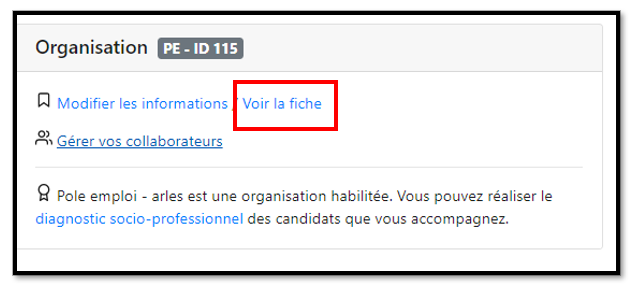 Organisation PE - ID 115
Modifier les informations / Voir la fiche
Gérer vos collaborateurs
Pole emploi - arles est une organisation habilitée. Vous pouvez réaliser le
diagnostic socio-professionnel des candidats que vous accompagnez.